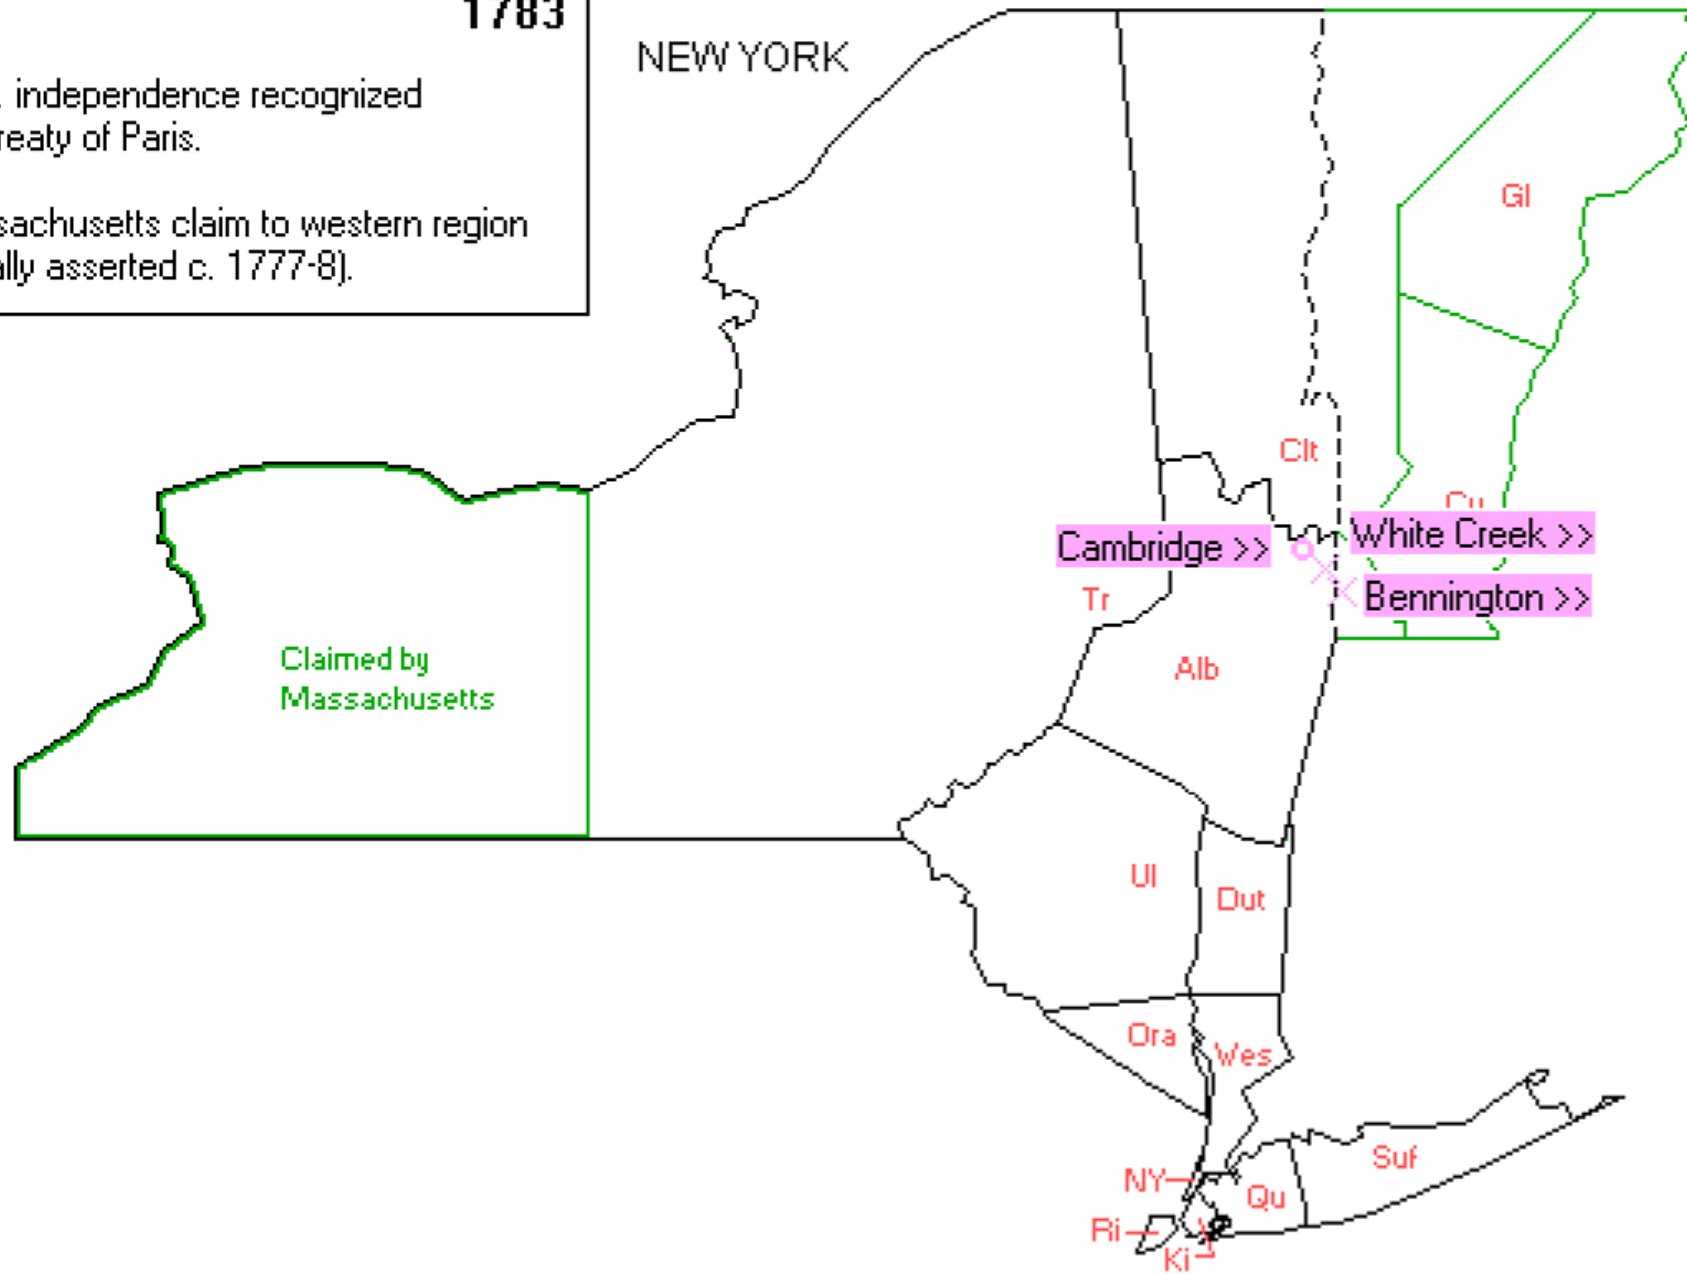 1783
independence recognized
reaty of Paris.
sachusetts claim to western region
ally asserted c. 1777-8).
NEW YORK
Gl
Clt
Cambridge >>
White Creek >>
Tr
Bennington >>
Claimed by
Massachusetts
Alb
Ul
Dut
Ora
Wes
NY
Suf
Qu
Ri
Ki